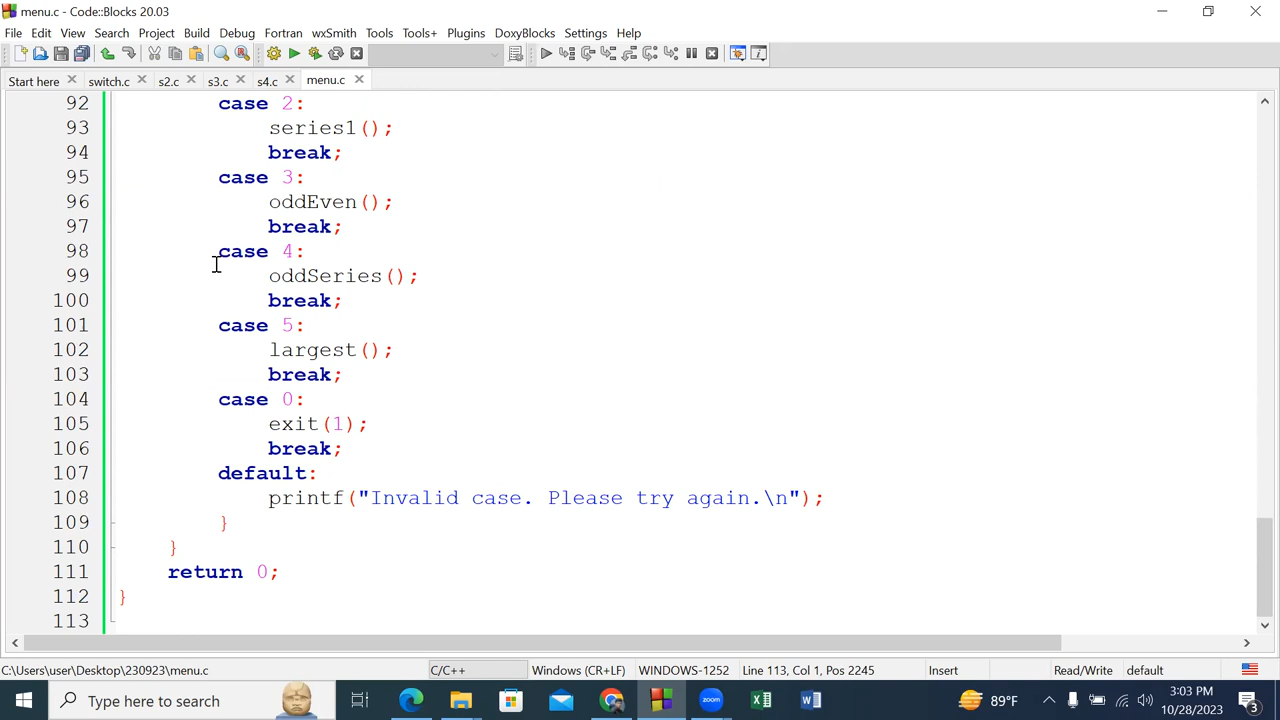 menu.c - Code::Blocks 20.03
File Edit View Search Project Build Debug Fortran wxSmith Tools Tools+ Plugins DoxyBlocks Settings Help
Start here switch.c s2.c s3.c s4.c menu.c
92 case 2:
93 series1();
94 break;
95 case 3:
96 oddEven();
97 break;
98 case 4:
99 oddSeries();
100 break;
101 case 5:
102 largest();
103 break;
104 case 0:
105 exit(1);
106 break;
107 default:
108 printf("Invalid case. Please try again.\n");
109 }
110 }
111 return 0;
112 }
113
C:\Users\user\Desktop\230923\menu.c C/C++ Windows (CR+LF) WINDOWS-1252 Line 113, Col 1, Pos 2245 Insert Read/Write default
Type here to search 89°F 3:03 PM
10/28/2023 3